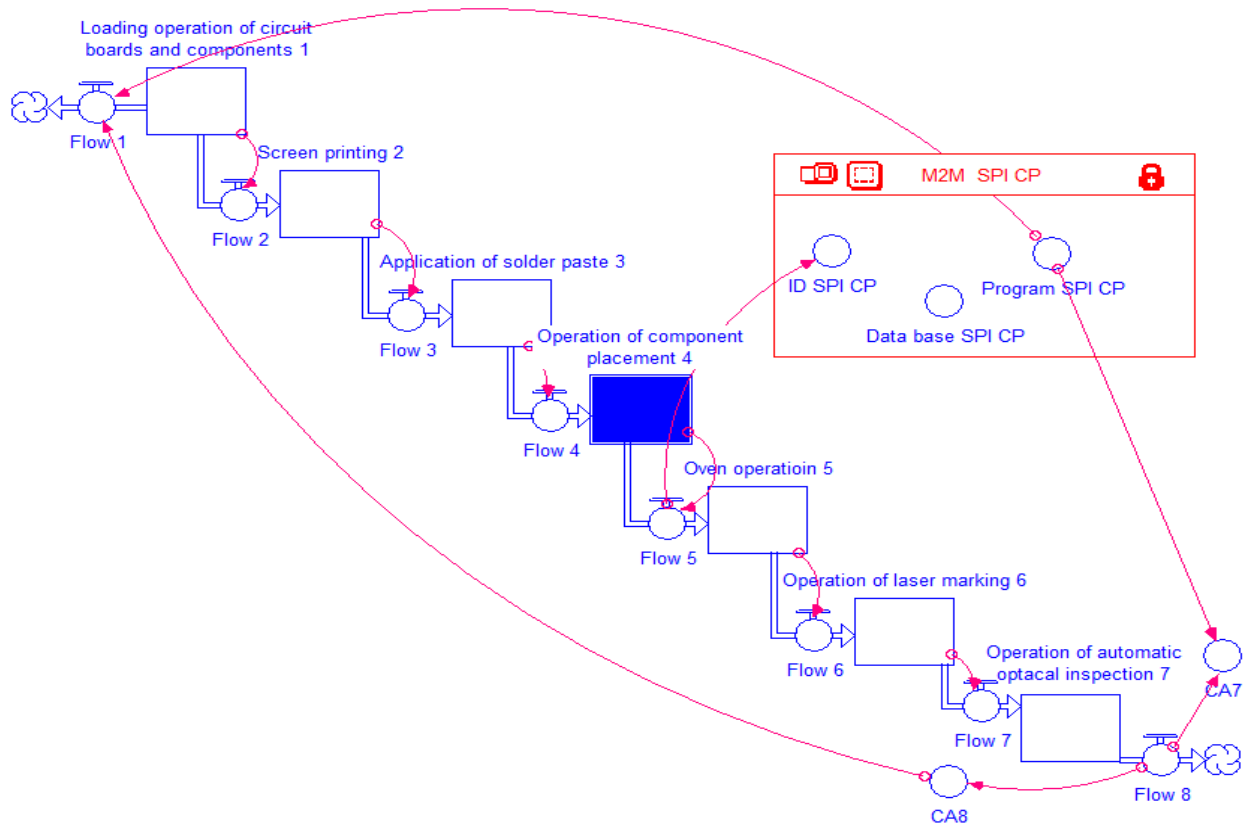 Loading operation of circuit
boards and components 1
Flow 1
Screen printing 2
Flow 2
M2M SPI CP
Application of solder paste 3
ID SPI CP
Program SPI CP
Data base SPI CP
Flow 3
Operation of component
placement 4
Flow 4
Oven operatioin 5
Flow 5
Operation of laser marking 6
Flow 6
Operation of automatic
optacal inspection 7
CA7
Flow 7
Flow 8
CA8